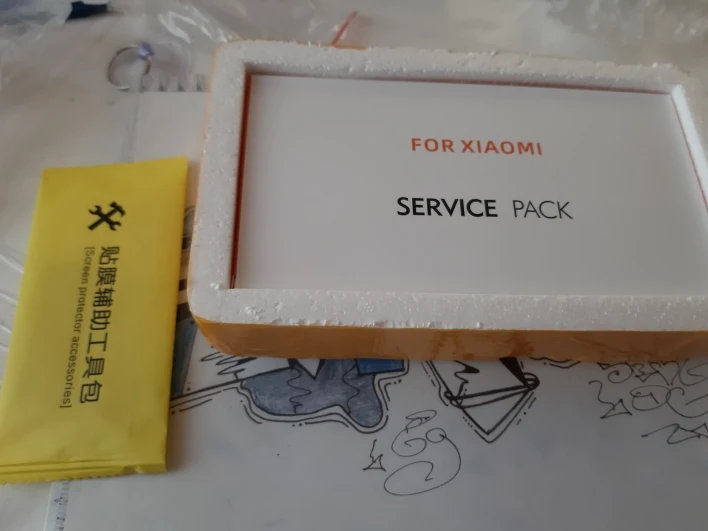 FOR XIAOMI
SERVICE PACK
贴膜辅助工具包
[Screen protector accessories]